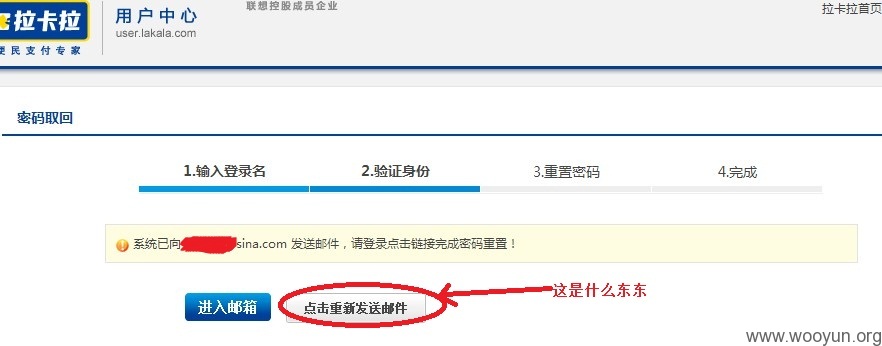 拉卡拉
便民支付专家
用户中心
user.lakala.com
联想控股成员企业
拉卡拉首页
密码取回
1.输入登录名
2.验证身份
3.重置密码
4.完成
系统已向 sina.com 发送邮件，请登录点击链接完成密码重置！
进入邮箱
点击重新发送邮件
这是什么东东
www.wooyun.org